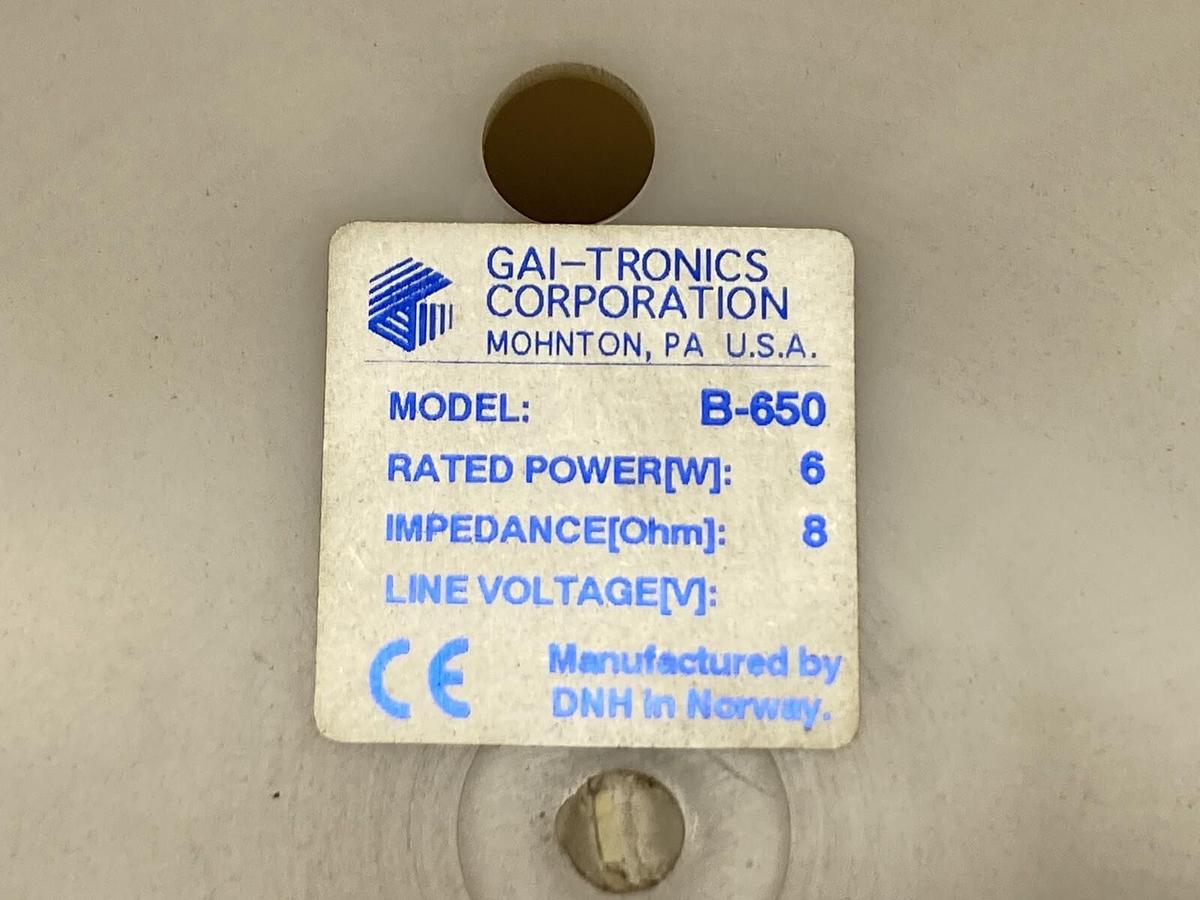 GAI-TRONICS
CORPORATION
MOHNTON, PA U.S.A.
MODEL: B-650
RATED POWER[W]: 6
IMPEDANCE[Ohm]: 8
LINE VOLTAGE[V]:
CE
Manufactured by
DNH in Norway.